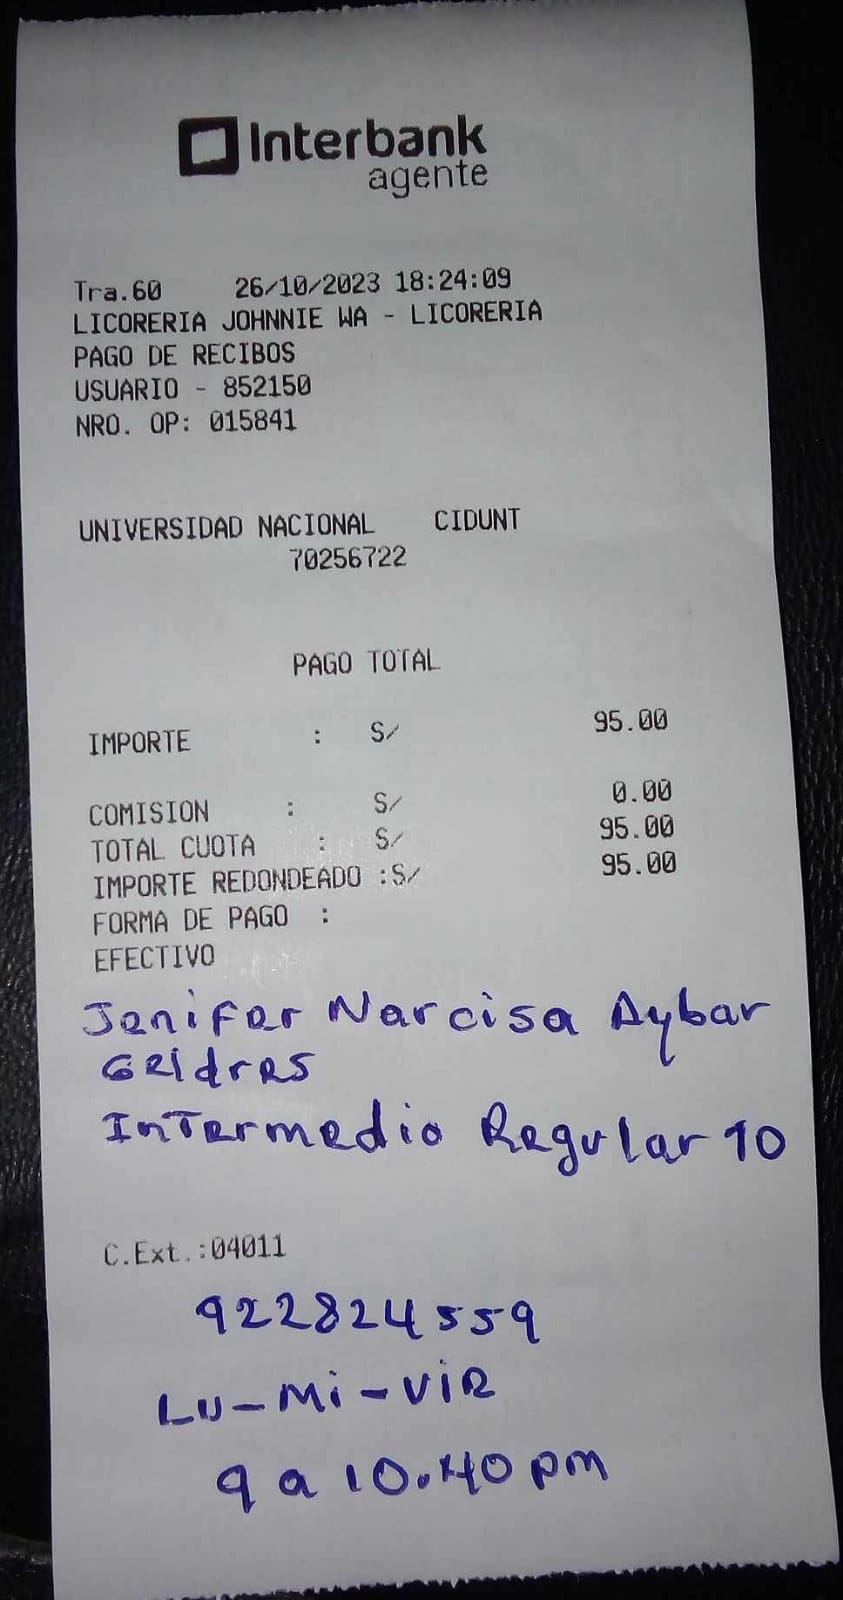 Interbank
agente
Tra.60 26/10/2023 18:24:09
LICORERIA JOHNNIE WA - LICORERIA
PAGO DE RECIBOS
USUARIO - 852150
NRO. OP: 015841
UNIVERSIDAD NACIONAL CIDUNT
70256722
PAGO TOTAL
IMPORTE : S/ 95.00
COMISION : S/ 0.00
TOTAL CUOTA : S/ 95.00
IMPORTE REDONDEADO :S/ 95.00
FORMA DE PAGO :
EFECTIVO
Jenifer Narcisa Aybar
Geldres
Intermedio Regular 10
C.Ext.:04011
922824559
Lu-Mi-Vie
9 a 10.40 pm